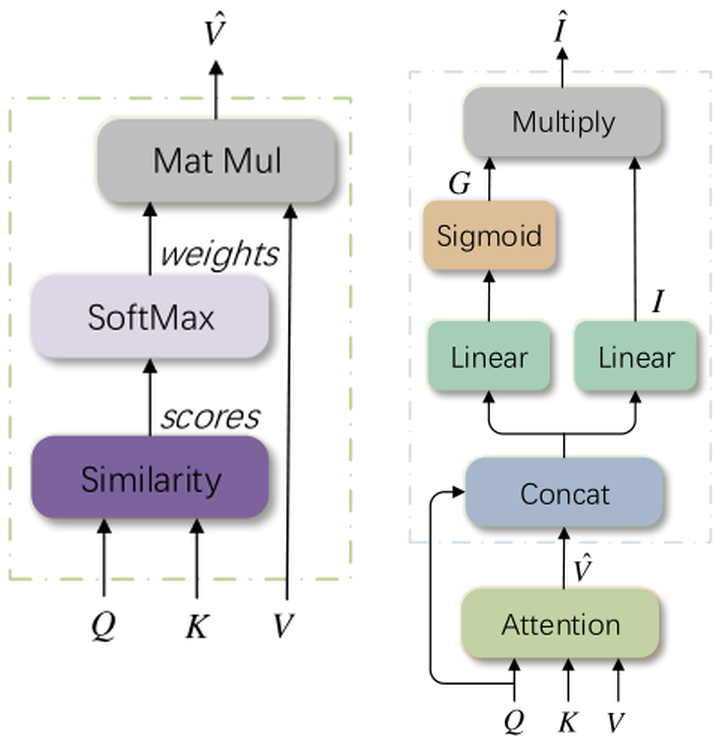 V̂
Mat Mul
weights
SoftMax
scores
Similarity
Q K V
Î
Multiply
G
Sigmoid
I
Linear Linear
Concat
V̂
Attention
Q K V